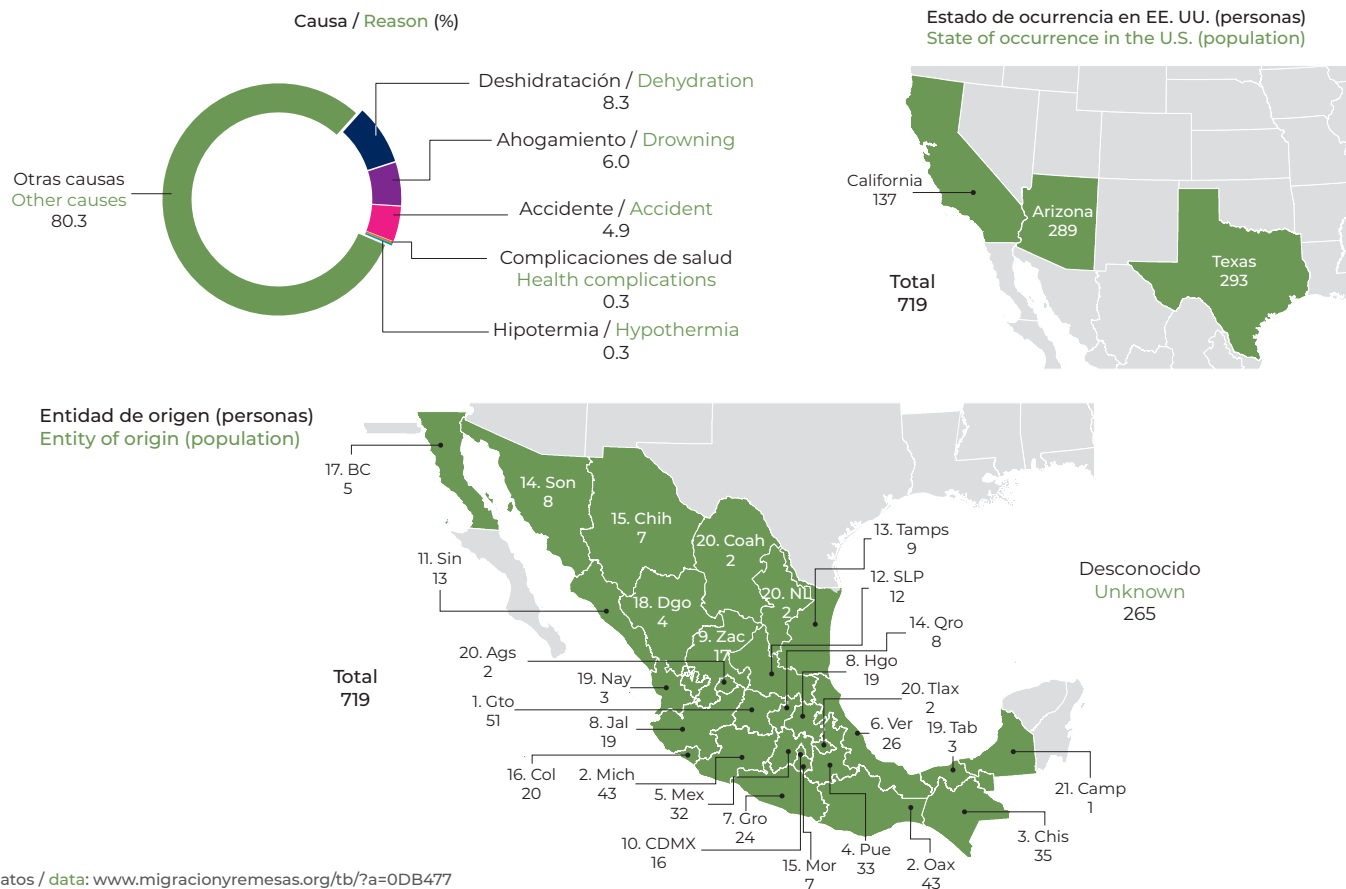 Causa / Reason (%)
Deshidratación / Dehydration
8.3
Ahogamiento / Drowning
6.0
Accidente / Accident
4.9
Complicaciones de salud
Health complications
0.3
Hipotermia / Hypothermia
0.3
Otras causas
Other causes
80.3
Estado de ocurrencia en EE. UU. (personas)
State of occurrence in the U.S. (population)
California
137
Arizona
289
Texas
293
Total
719
Entidad de origen (personas)
Entity of origin (population)
17. BC
5
14. Son
8
15. Chih
7
20. Coah
2
13. Tamps
9
11. Sin
13
12. SLP
12
18. Dgo
4
20. NL
2
9. Zac
17
14. Qro
8
20. Ags
2
8. Hgo
19
19. Nay
3
20. Tlax
2
1. Gto
51
6. Ver
26
19. Tab
3
8. Jal
19
16. Col
20
2. Mich
43
5. Mex
32
7. Gro
24
10. CDMX
16
15. Mor
7
4. Pue
33
2. Oax
43
3. Chis
35
21. Camp
1
Desconocido
Unknown
265
Total
719
atos / data: www.migracionyremesas.org/tb/?a=0DB477